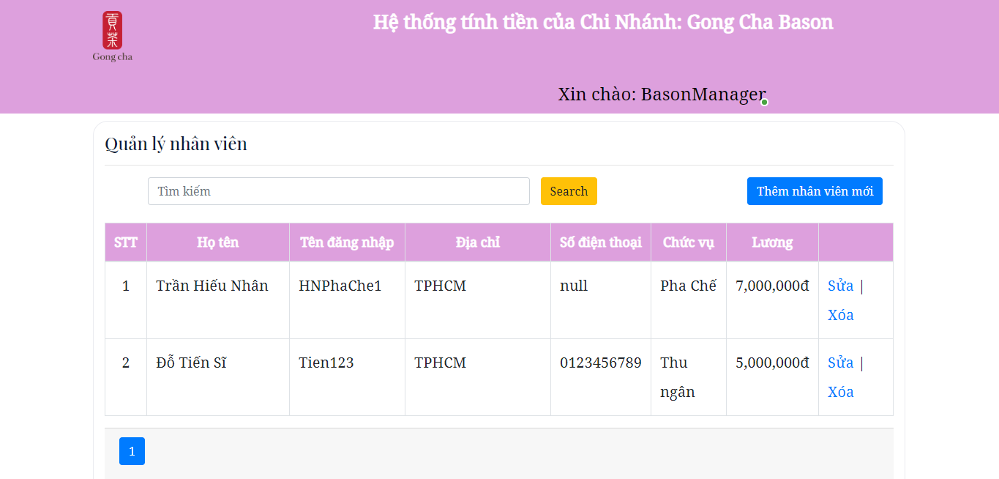 貢茶
Gong cha
Hệ thống tính tiền của Chi Nhánh: Gong Cha Bason
Xin chào: BasonManager
Quản lý nhân viên
Tìm kiếm Search Thêm nhân viên mới
STT Họ tên Tên đăng nhập Địa chỉ Số điện thoại Chức vụ Lương
1 Trần Hiếu Nhân HNPhaChe1 TPHCM null Pha Chế 7,000,000đ Sửa |
Xóa
2 Đỗ Tiến Sĩ Tien123 TPHCM 0123456789 Thu 5,000,000đ Sửa |
ngân Xóa
1